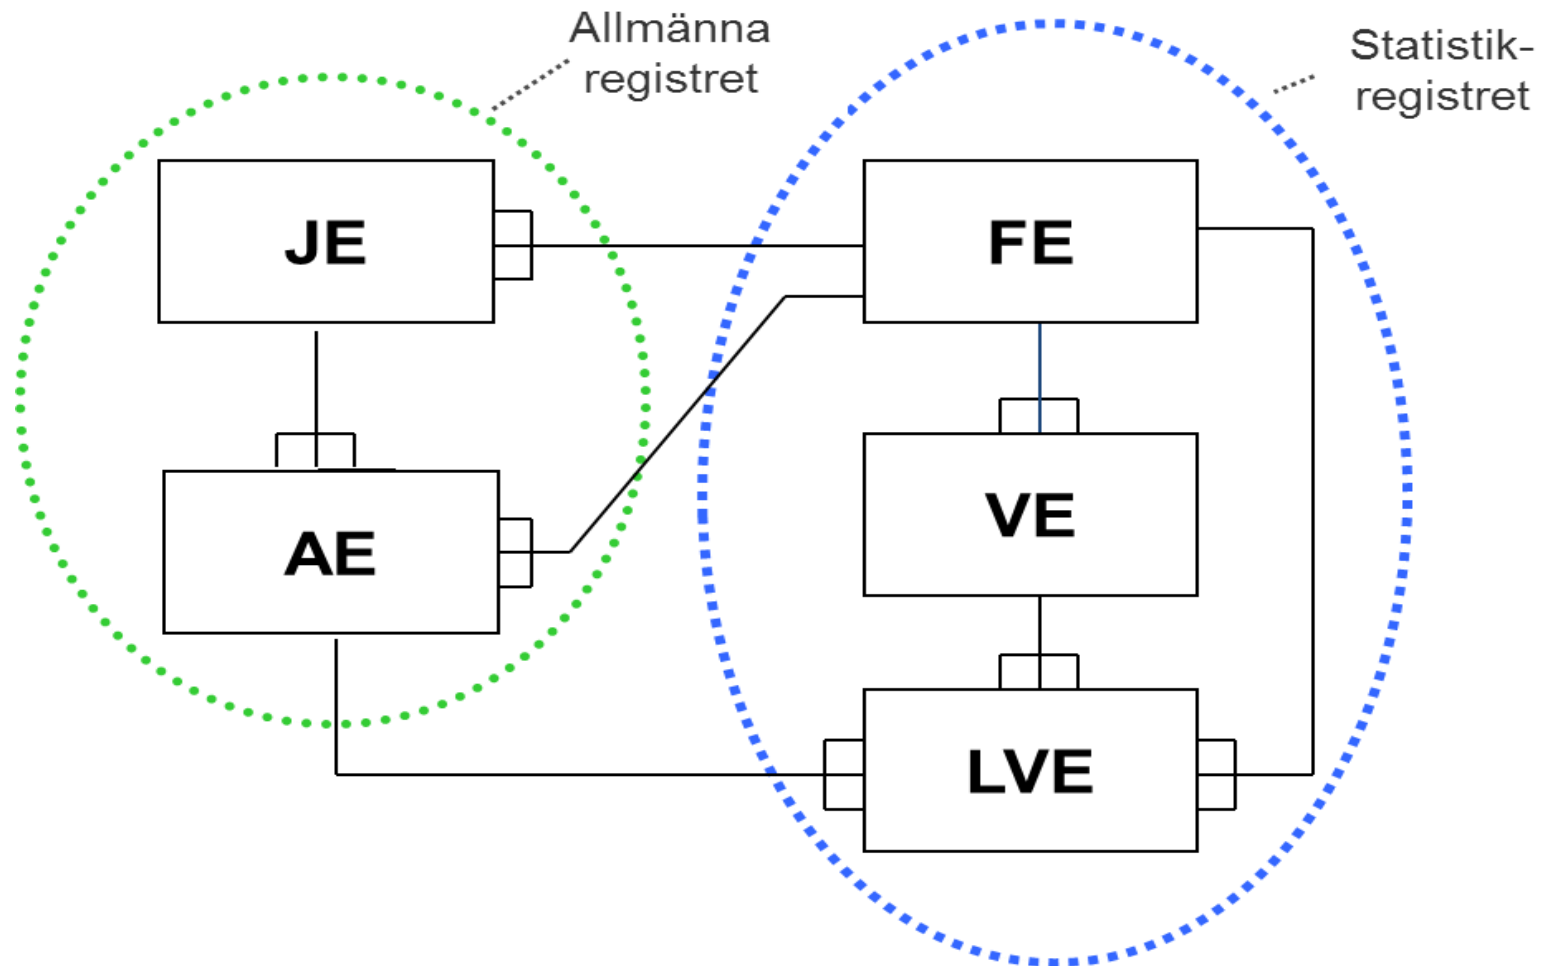 Allmänna
registret
Statistik-
registret
JE
FE
AE
VE
LVE